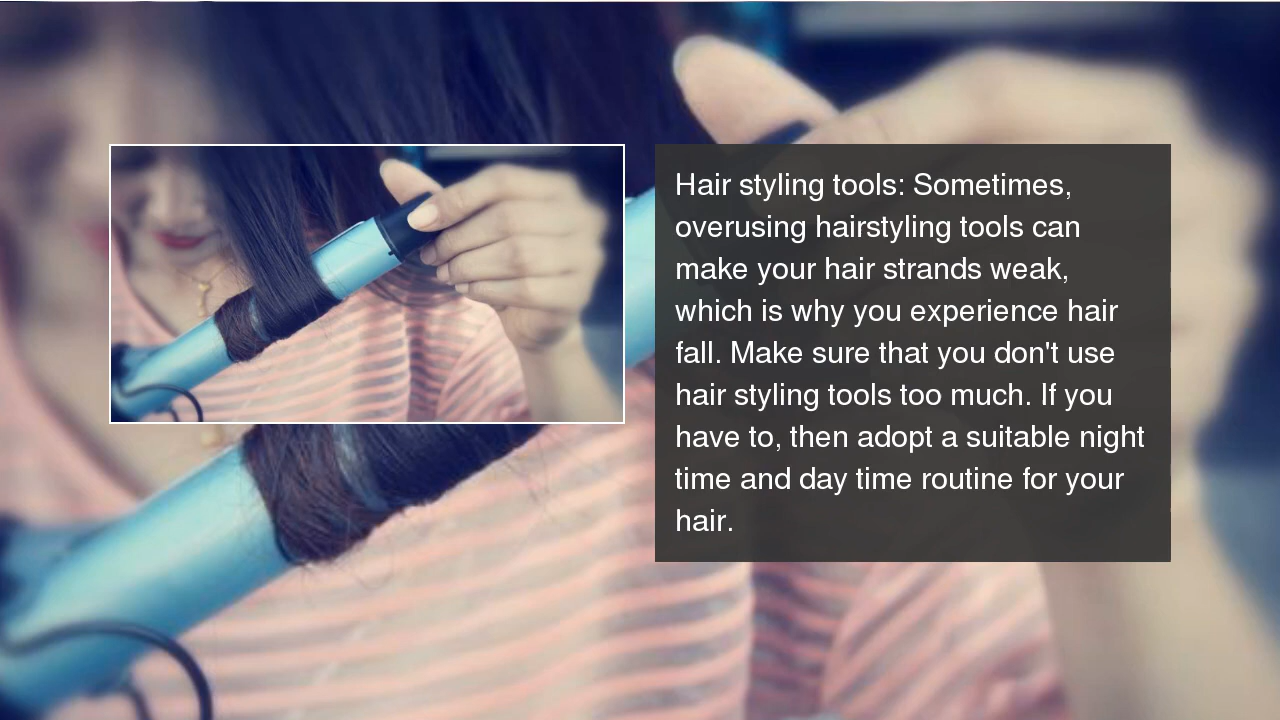 Hair styling tools: Sometimes,
overusing hairstyling tools can
make your hair strands weak,
which is why you experience hair
fall. Make sure that you don't use
hair styling tools too much. If you
have to, then adopt a suitable night
time and day time routine for your
hair.